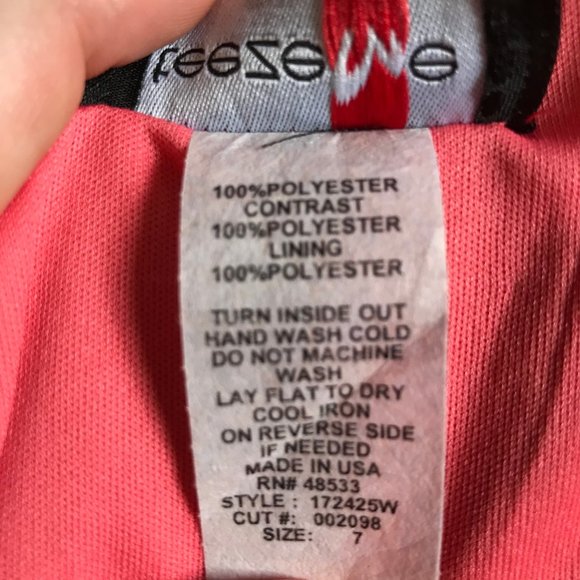 teeze me
100%POLYESTER
CONTRAST
100%POLYESTER
LINING
100%POLYESTER
TURN INSIDE OUT
HAND WASH COLD
DO NOT MACHINE
WASH
LAY FLAT TO DRY
COOL IRON
ON REVERSE SIDE
IF NEEDED
MADE IN USA
RN# 48533
STYLE : 172425W
CUT #: 002098
SIZE: 7